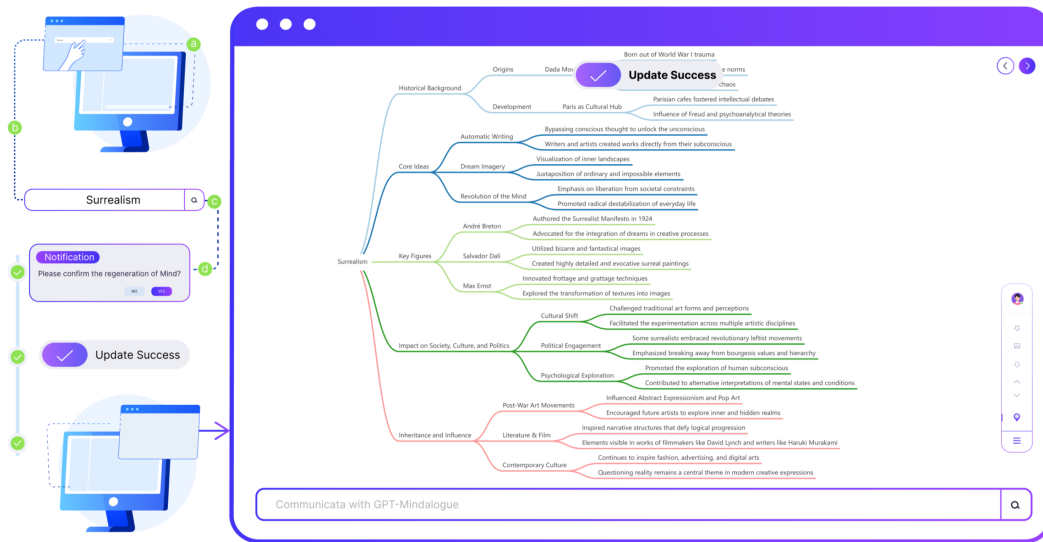 a
b
Surrealism
c
Notification
Please confirm the regeneration of Mind?
NO
YES
d
Update Success
Surrealism
Historical Background
Origins
Dada Mov
Born out of World War I trauma
Update Success
e norms
chaos
Development
Paris as Cultural Hub
Parisian cafes fostered intellectual debates
Influence of Freud and psychoanalytical theories
Core Ideas
Automatic Writing
Bypassing conscious thought to unlock the unconscious
Writers and artists created works directly from their subconscious
Dream Imagery
Visualization of inner landscapes
Juxtaposition of ordinary and impossible elements
Revolution of the Mind
Emphasis on liberation from societal constraints
Promoted radical destabilization of everyday life
Key Figures
André Breton
Authored the Surrealist Manifesto in 1924
Advocated for the integration of dreams in creative processes
Salvador Dalí
Utilized bizarre and fantastical images
Created highly detailed and evocative surreal paintings
Max Ernst
Innovated frottage and grattage techniques
Explored the transformation of textures into images
Impact on Society, Culture, and Politics
Cultural Shift
Challenged traditional art forms and perceptions
Facilitated the experimentation across multiple artistic disciplines
Political Engagement
Some surrealists embraced revolutionary leftist movements
Emphasized breaking away from bourgeois values and hierarchy
Psychological Exploration
Promoted the exploration of human subconscious
Contributed to alternative interpretations of mental states and conditions
Inheritance and Influence
Post-War Art Movements
Influenced Abstract Expressionism and Pop Art
Encouraged future artists to explore inner and hidden realms
Literature & Film
Inspired narrative structures that defy logical progression
Elements visible in works of filmmakers like David Lynch and writers like Haruki Murakami
Contemporary Culture
Continues to inspire fashion, advertising, and digital arts
Questioning reality remains a central theme in modern creative expressions
Communicata with GPT-Mindalogue